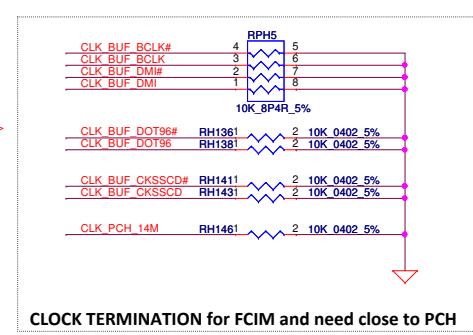 RPH5
CLK_BUF_BCLK# 4 5
CLK_BUF_BCLK 3 6
CLK_BUF_DMI# 2 7
CLK_BUF_DMI 1 8
10K_8P4R_5%
CLK_BUF_DOT96# RH136 1 2 10K_0402_5%
CLK_BUF_DOT96 RH138 1 2 10K_0402_5%
CLK_BUF_CKSSCD# RH141 1 2 10K_0402_5%
CLK_BUF_CKSSCD RH143 1 2 10K_0402_5%
CLK_PCH_14M RH146 1 2 10K_0402_5%
CLOCK TERMINATION for FCIM and need close to PCH